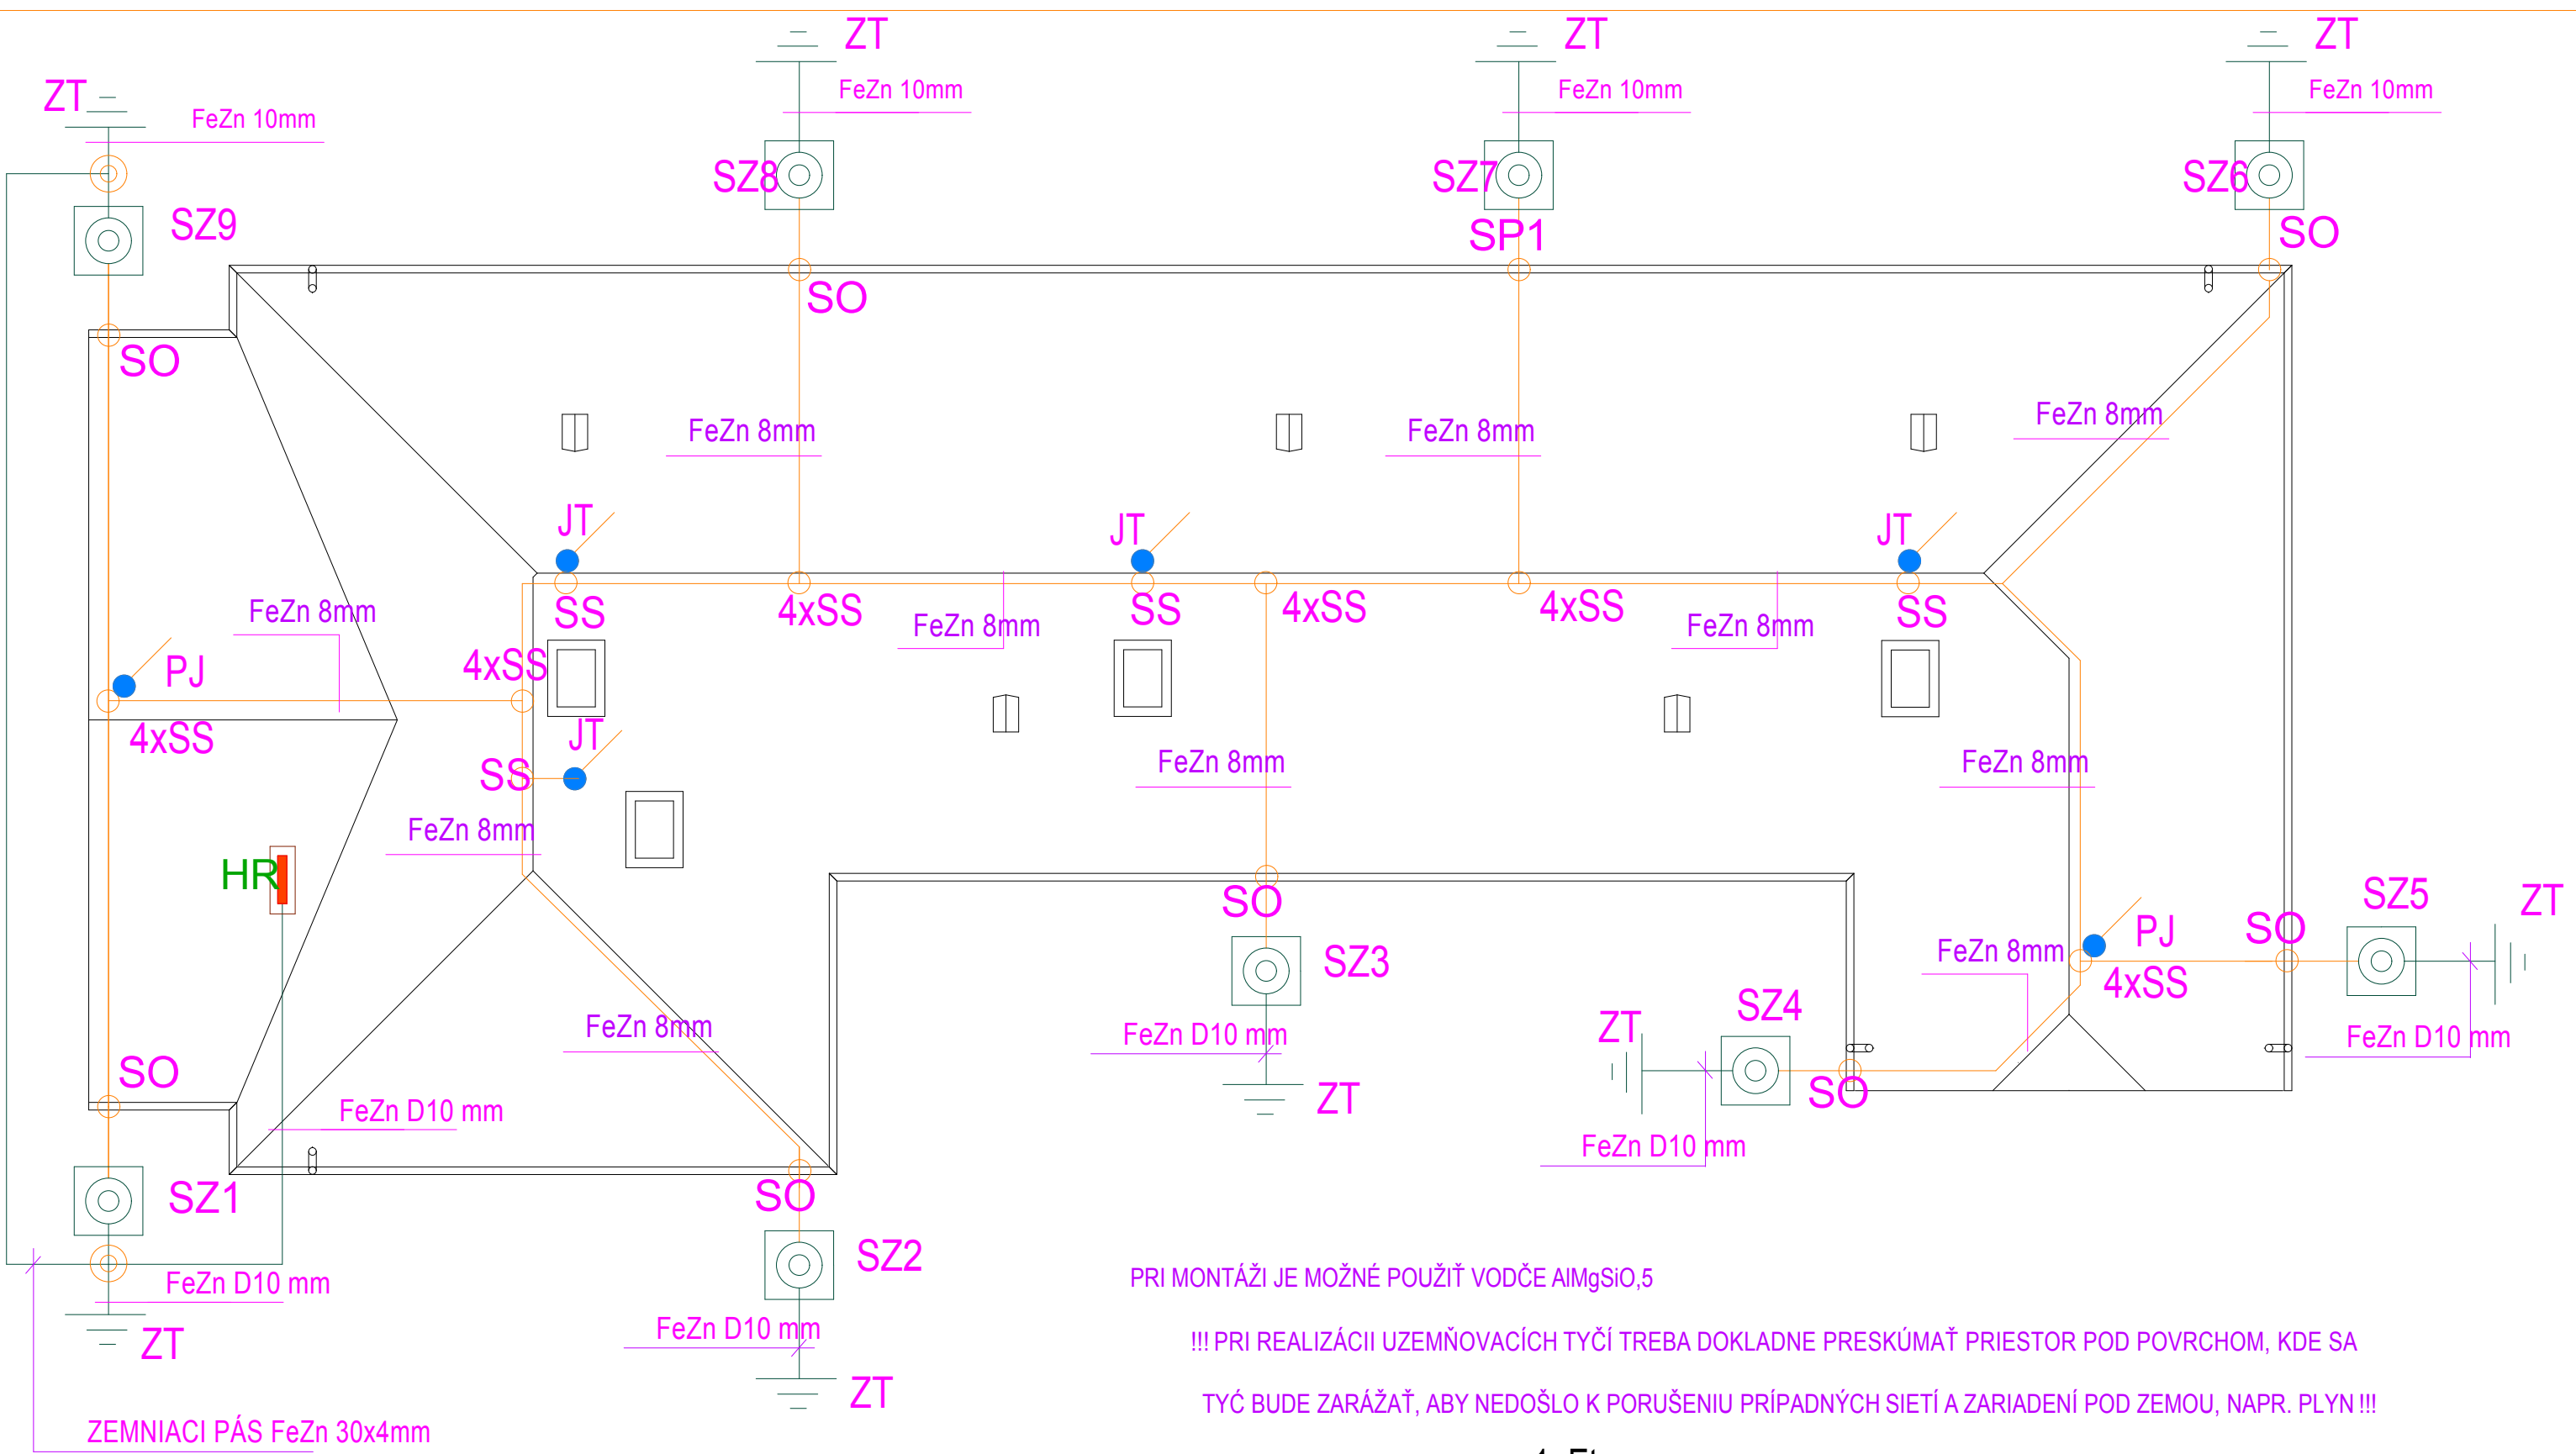 ZT
ZT
ZT
ZT
FeZn 10mm
FeZn 10mm
FeZn 10mm
FeZn 10mm
SZ8
SZ7
SZ6
SZ9
SP1
SO
SO
SO
FeZn 8mm
FeZn 8mm
FeZn 8mm
JT
JT
JT
FeZn 8mm
SS
4xSS
SS
4xSS
4xSS
SS
FeZn 8mm
FeZn 8mm
PJ
4xSS
4xSS
JT
SS
FeZn 8mm
FeZn 8mm
FeZn 8mm
HR
SO
SZ5
ZT
SZ3
FeZn 8mm
PJ
SO
4xSS
SZ4
ZT
FeZn 8mm
FeZn D10 mm
FeZn D10 mm
SO
SO
ZT
FeZn D10 mm
FeZn D10 mm
SZ1
SO
SZ2
FeZn D10 mm
PRI MONTÁŽI JE MOŽNÉ POUŽIŤ VODČE AlMgSiO,5
ZT
FeZn D10 mm
!!! PRI REALIZÁCII UZEMŇOVACÍCH TYČÍ TREBA DOKLADNE PRESKÚMAŤ PRIESTOR POD POVRCHOM, KDE SA
ZT
TYĆ BUDE ZARÁŽAŤ, ABY NEDOŠLO K PORUŠENIU PRÍPADNÝCH SIETÍ A ZARIADENÍ POD ZEMOU, NAPR. PLYN !!!
ZEMNIACI PÁS FeZn 30x4mm